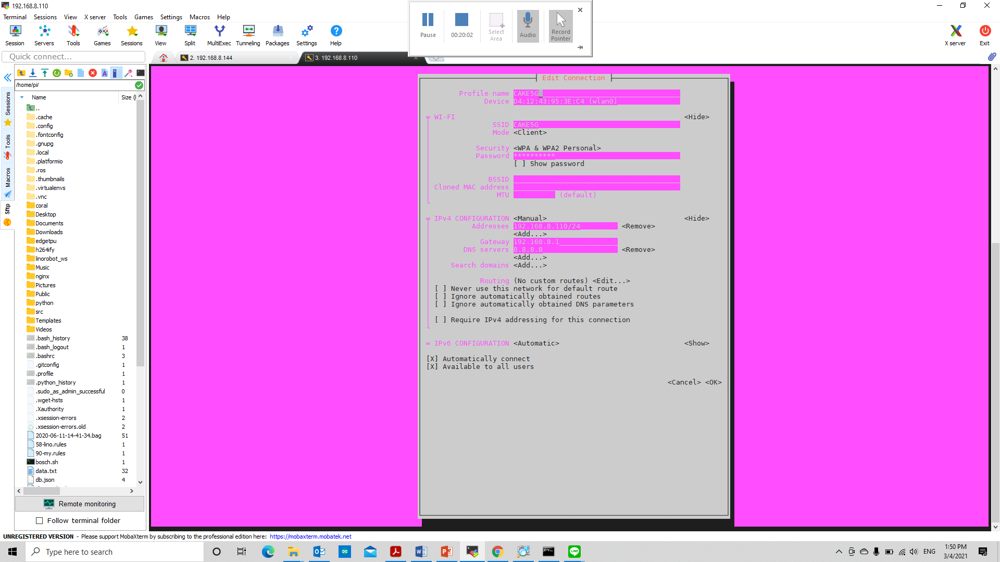 192.168.8.110
Terminal Sessions View X server Tools Games Settings Macros Help
Session Servers Tools Games Sessions View Split MultiExec Tunneling Packages Settings Help
Pause 00:20:02 Select Area Audio Record Pointer
X server Exit
Quick connect...
2. 192.168.8.144
3. 192.168.8.110
/home/pi/
Name Size (
Sessions
Tools
Macros
Sftp
..
.cache
.config
.fontconfig
.gnupg
.local
.platformio
.ros
.thumbnails
.virtualenvs
.vnc
coral
Desktop
Documents
Downloads
edgetpu
h264ify
linorobot_ws
Music
nginx
Pictures
Public
python
src
Templates
Videos
.bash_history 38
.bash_logout 1
.bashrc 3
.gitconfig 1
.profile 1
.python_history 1
.sudo_as_admin_successful 0
.wget-hsts 1
.Xauthority 1
.xsession-errors 2
.xsession-errors.old 2
2020-06-11-14-41-34.bag 51
58-lino.rules 1
90-my.rules 1
bosch.sh 1
data.txt 32
db.json 4
Remote monitoring
Follow terminal folder
Edit Connection
Profile name CAKE5G_
Device D4:12:43:95:3E:C4 (wlan0)
WI-FI <Hide>
SSID CAKE5G
Mode <Client>
Security <WPA & WPA2 Personal>
Password **********
[ ] Show password
BSSID
Cloned MAC address
MTU (default)
IPv4 CONFIGURATION <Manual> <Hide>
Addresses 192.168.8.110/24 <Remove>
<Add...>
Gateway 192.168.8.1
DNS servers 8.8.8.8 <Remove>
<Add...>
Search domains <Add...>
Routing (No custom routes) <Edit...>
[ ] Never use this network for default route
[ ] Ignore automatically obtained routes
[ ] Ignore automatically obtained DNS parameters
[ ] Require IPv4 addressing for this connection
IPv6 CONFIGURATION <Automatic> <Show>
[X] Automatically connect
[X] Available to all users
<Cancel> <OK>
UNREGISTERED VERSION - Please support MobaXterm by subscribing to the professional edition here: https://mobaxterm.mobatek.net
Type here to search
LINE
ENG
1:50 PM
3/4/2021